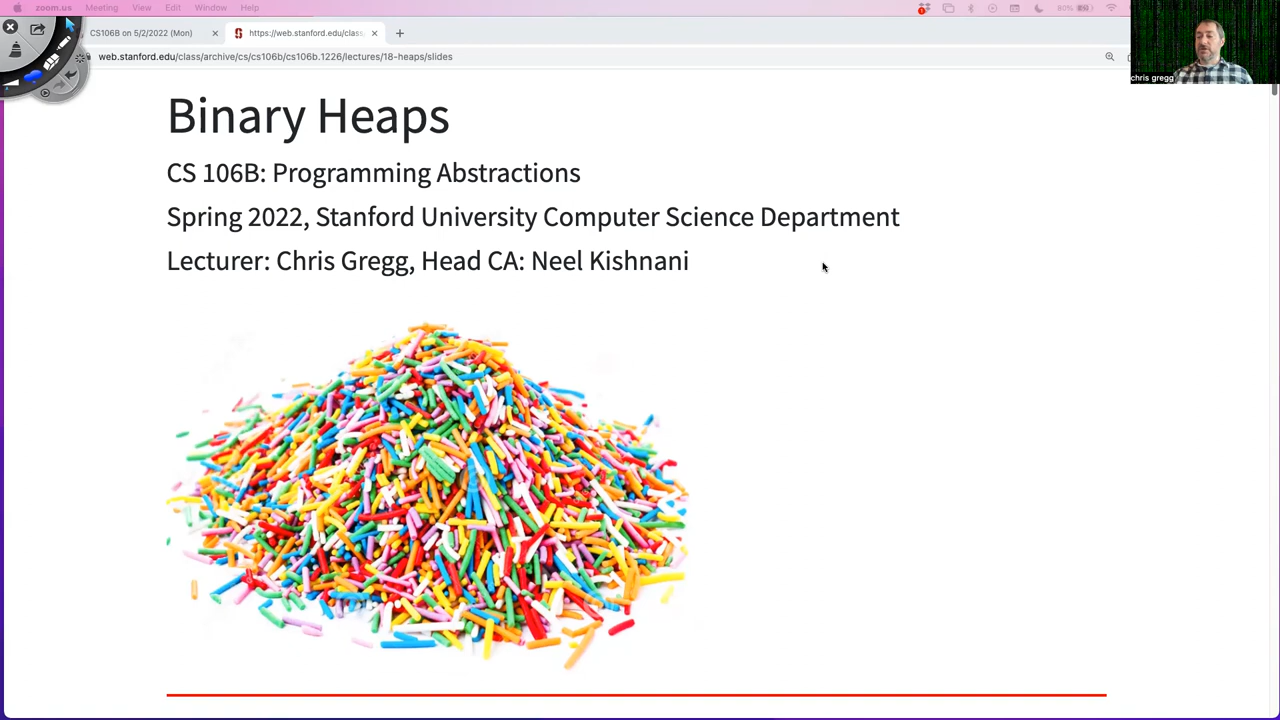 zoom.us Meeting View Edit Window Help 80%
CS106B on 5/2/2022 (Mon)
https://web.stanford.edu/class
web.stanford.edu/class/archive/cs/cs106b/cs106b.1226/lectures/18-heaps/slides
chris gregg
Binary Heaps
CS 106B: Programming Abstractions
Spring 2022, Stanford University Computer Science Department
Lecturer: Chris Gregg, Head CA: Neel Kishnani